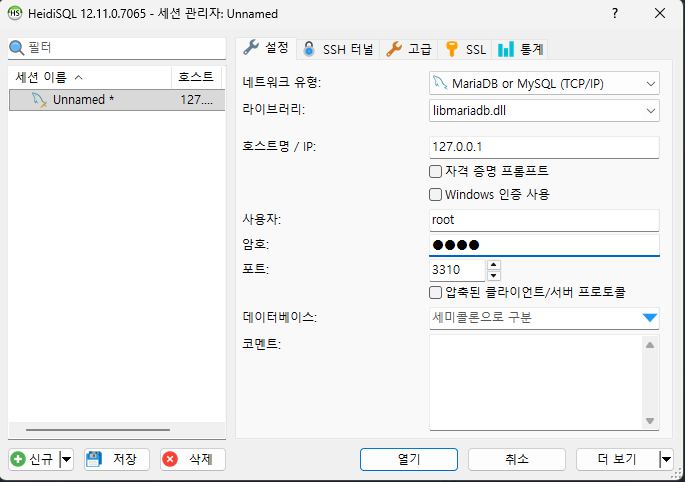 HeidiSQL 12.11.0.7065 - 세션 관리자: Unnamed
필터
세션 이름 호스트
Unnamed * 127....
설정 SSH 터널 고급 SSL 통계
네트워크 유형: MariaDB or MySQL (TCP/IP)
라이브러리: libmariadb.dll
호스트명 / IP: 127.0.0.1
자격 증명 프롬프트
Windows 인증 사용
사용자: root
암호: ●●●●
포트: 3310
압축된 클라이언트/서버 프로토콜
데이터베이스: 세미콜론으로 구분
코멘트:
신규 저장 삭제 열기 취소 더 보기